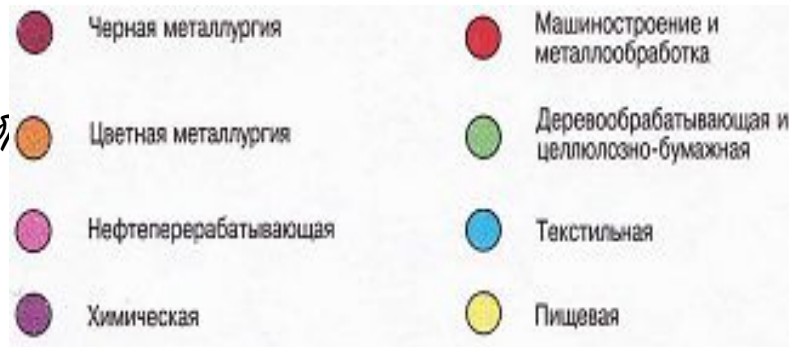 Черная металлургия
Цветная металлургия
Нефтеперерабатывающая
Химическая
Машиностроение и
металлообработка
Деревообрабатывающая и
целлюлозно-бумажная
Текстильная
Пищевая